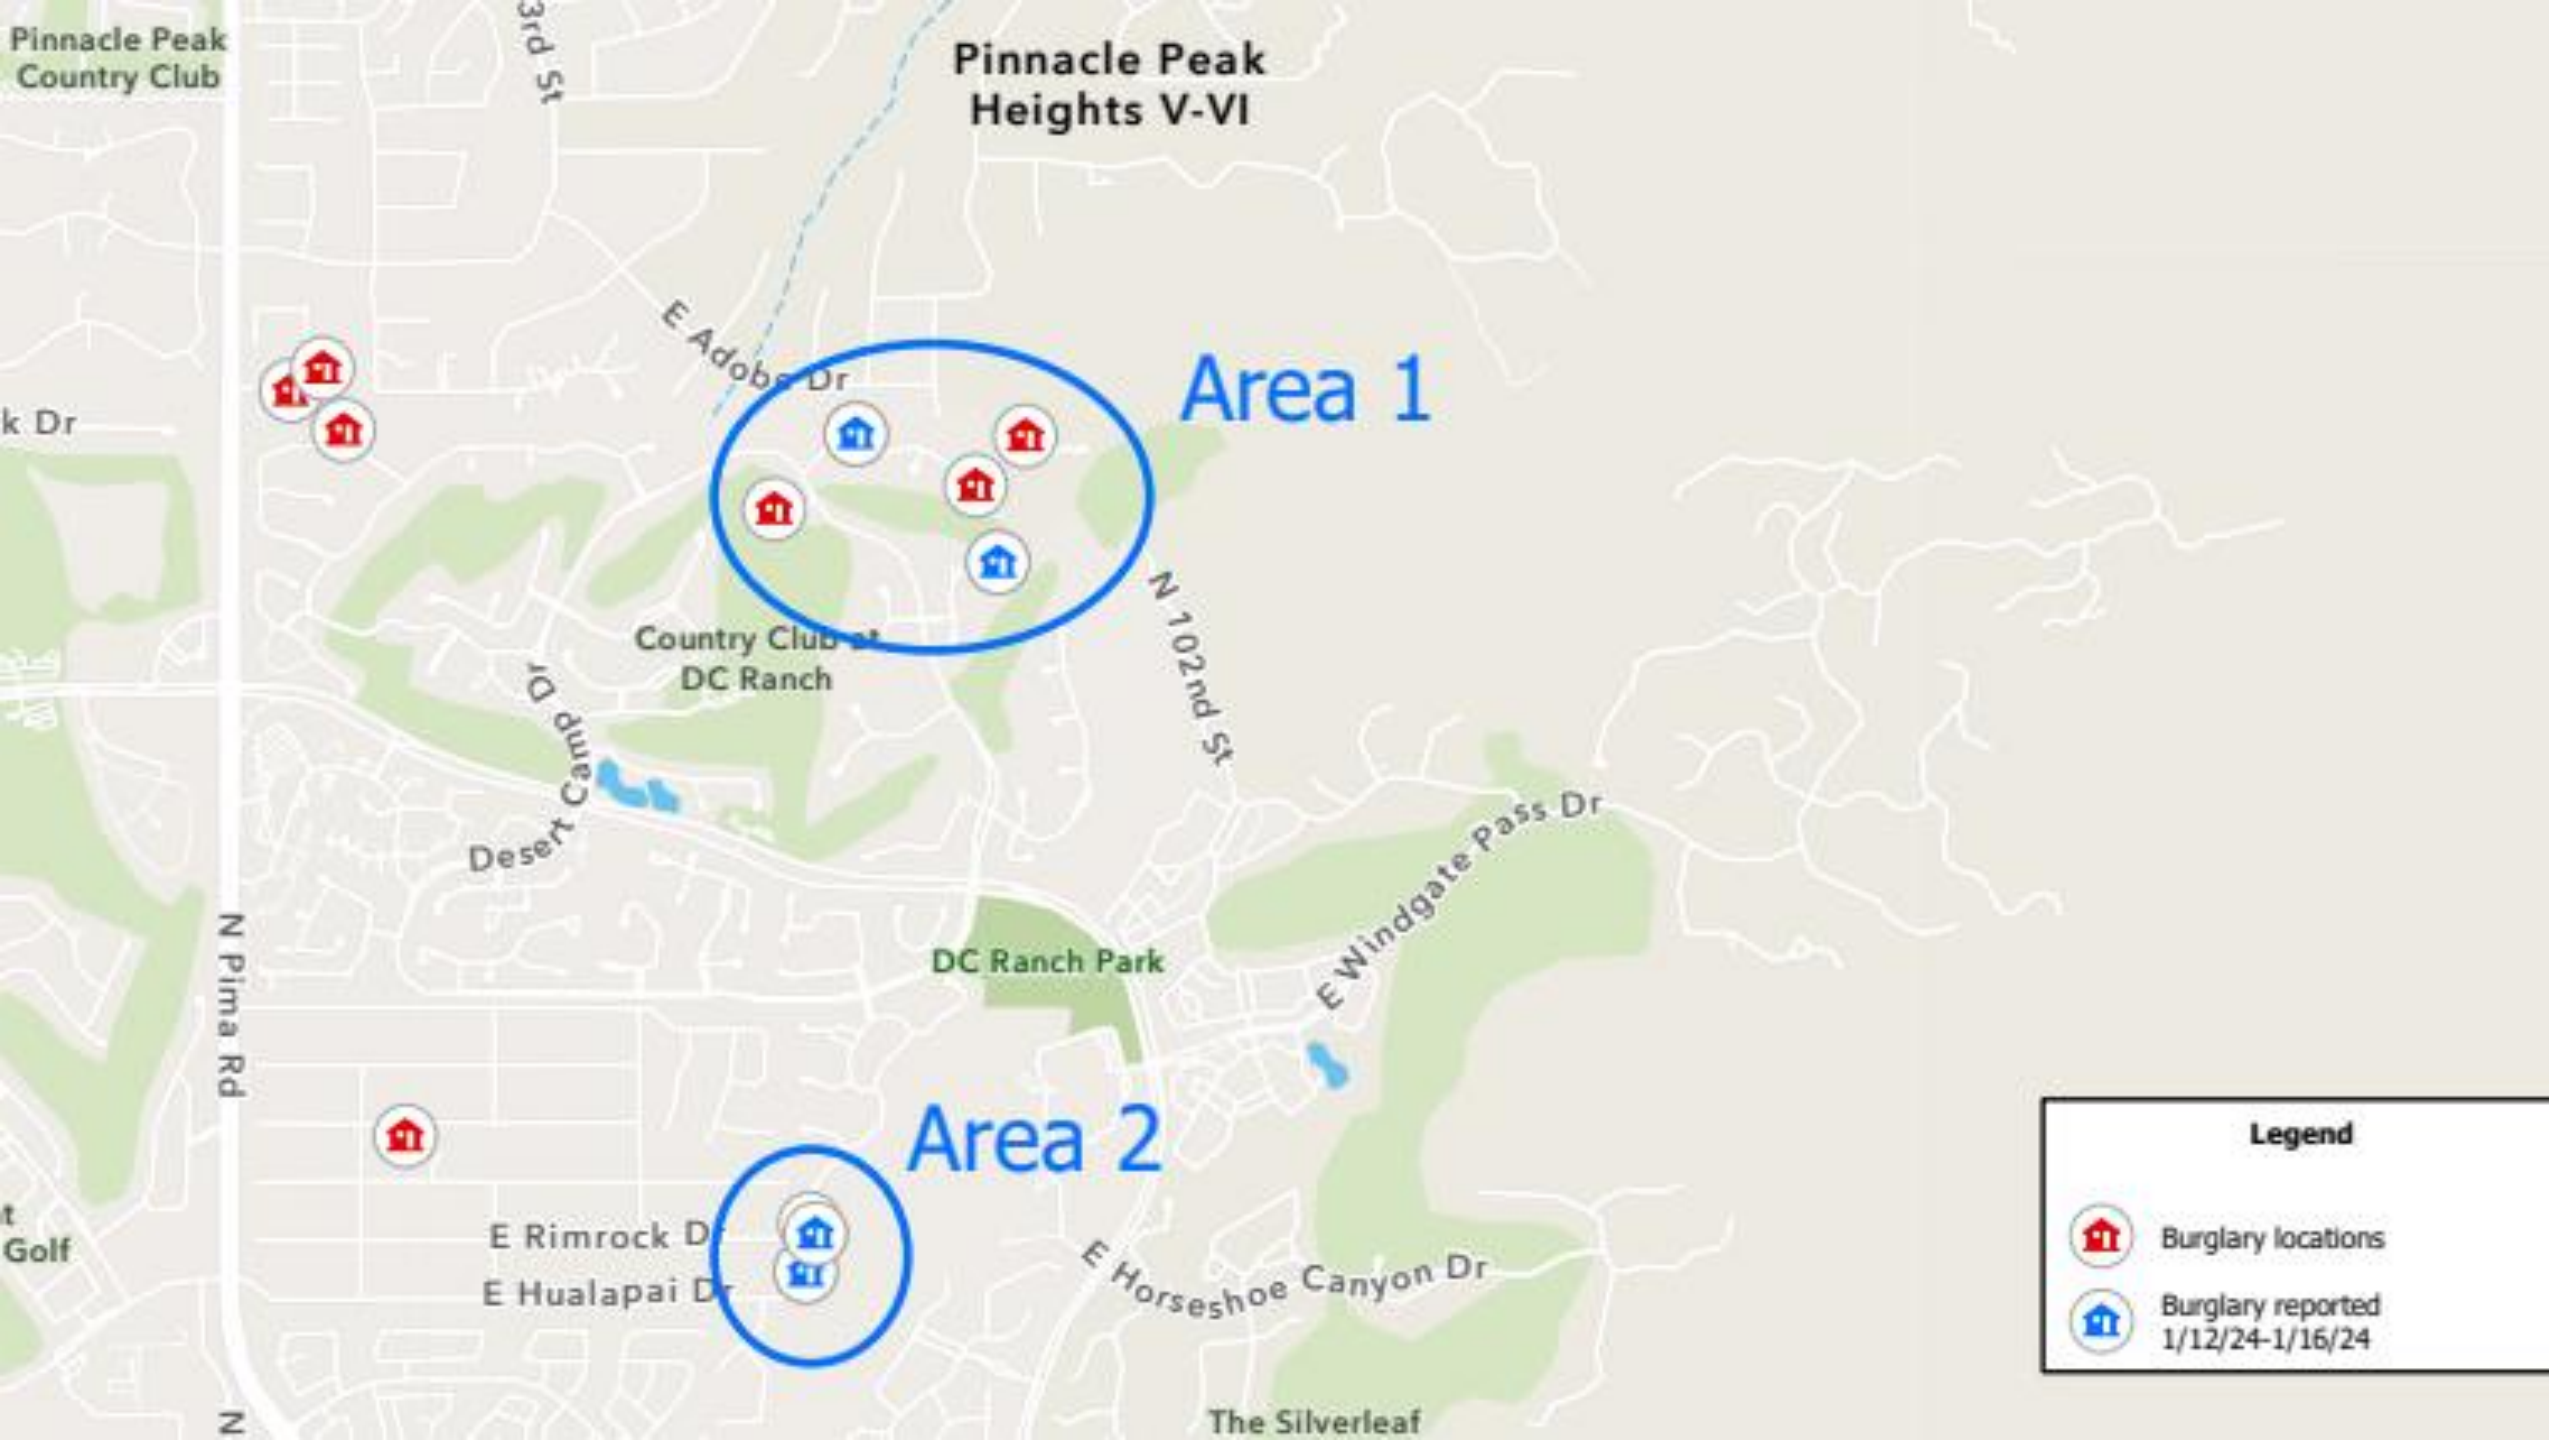 Pinnacle Peak
Country Club
3rd St
Pinnacle Peak
Heights V-VI
E Adobe Dr
Area 1
k Dr
N 102nd St
Country Club at
DC Ranch
Desert Camp Dr
E Windgate Pass Dr
N Pima Rd
DC Ranch Park
Area 2
E Rimrock Dr
E Hualapai Dr
E Horseshoe Canyon Dr
t
Golf
N
The Silverleaf
Legend
Burglary locations
Burglary reported
1/12/24-1/16/24